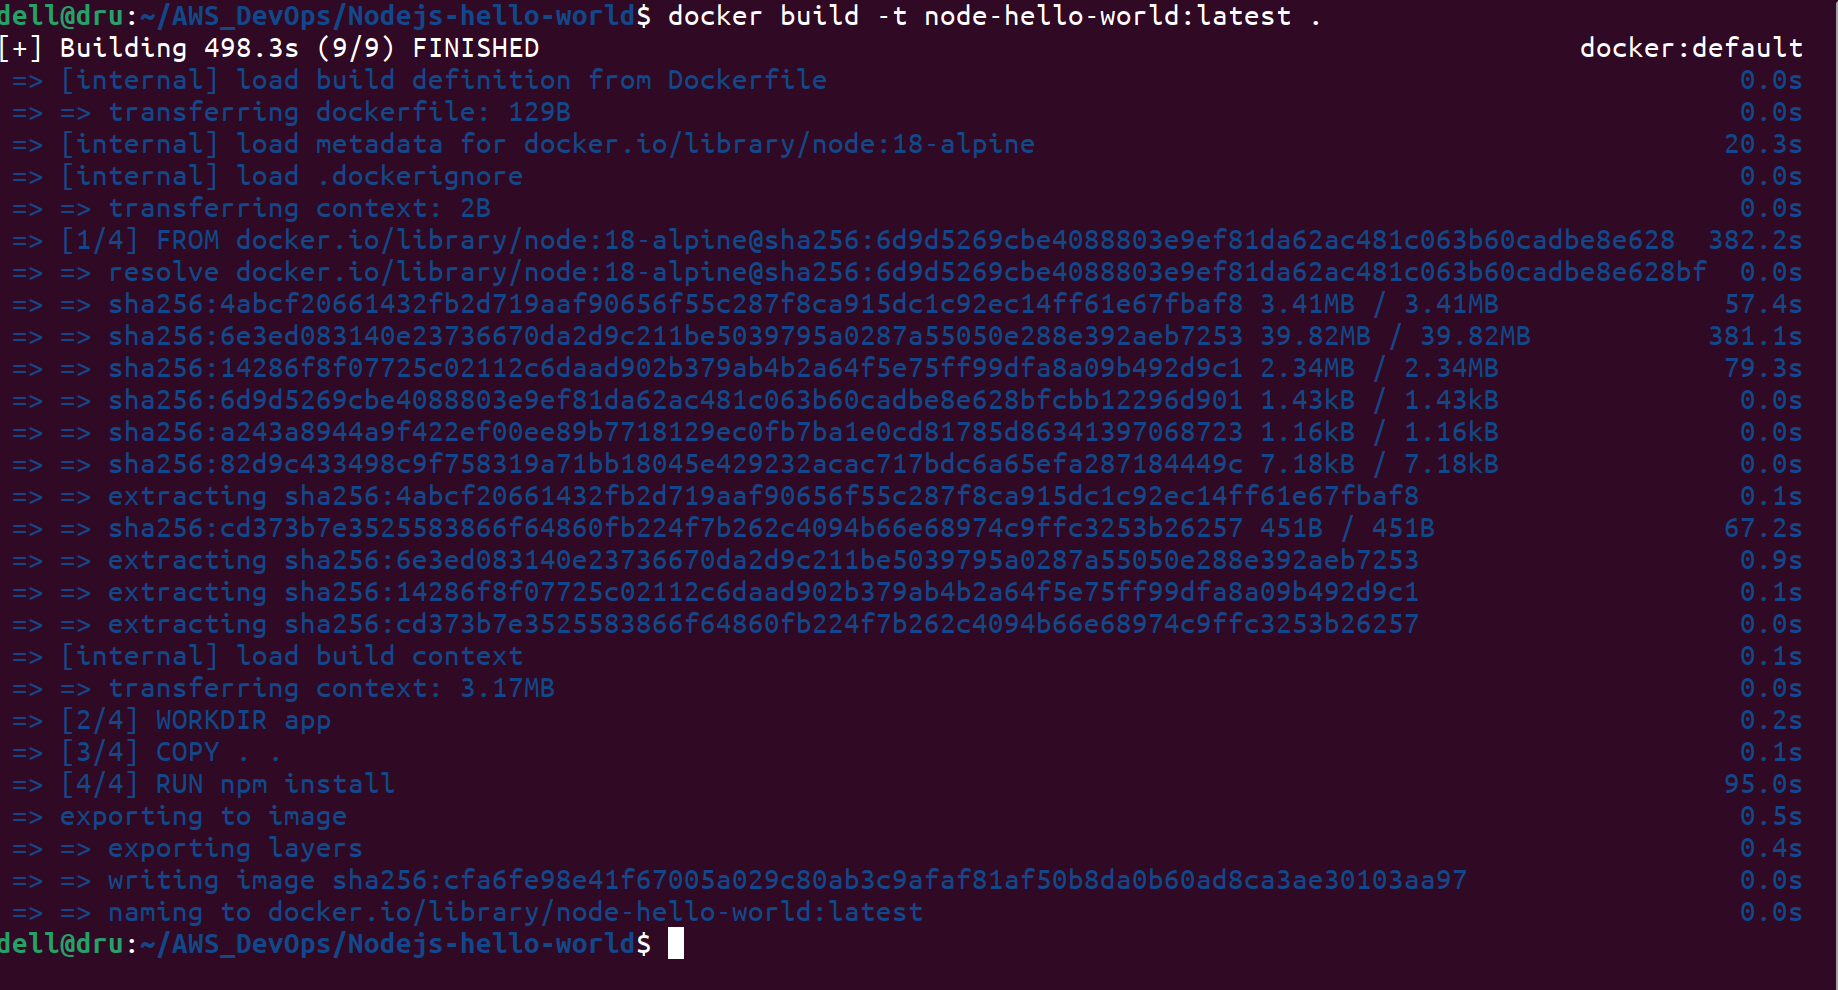 dell@dru:~/AWS_DevOps/Nodejs-hello-world$ docker build -t node-hello-world:latest .
[+] Building 498.3s (9/9) FINISHED docker:default
=> [internal] load build definition from Dockerfile 0.0s
=> => transferring dockerfile: 129B 0.0s
=> [internal] load metadata for docker.io/library/node:18-alpine 20.3s
=> [internal] load .dockerignore 0.0s
=> => transferring context: 2B 0.0s
=> [1/4] FROM docker.io/library/node:18-alpine@sha256:6d9d5269cbe4088803e9ef81da62ac481c063b60cadbe8e628 382.2s
=> => resolve docker.io/library/node:18-alpine@sha256:6d9d5269cbe4088803e9ef81da62ac481c063b60cadbe8e628bf 0.0s
=> => sha256:4abcf20661432fb2d719aaf90656f55c287f8ca915dc1c92ec14ff61e67fbaf8 3.41MB / 3.41MB 57.4s
=> => sha256:6e3ed083140e23736670da2d9c211be5039795a0287a55050e288e392aeb7253 39.82MB / 39.82MB 381.1s
=> => sha256:14286f8f07725c02112c6daad902b379ab4b2a64f5e75ff99dfa8a09b492d9c1 2.34MB / 2.34MB 79.3s
=> => sha256:6d9d5269cbe4088803e9ef81da62ac481c063b60cadbe8e628bfcbb12296d901 1.43kB / 1.43kB 0.0s
=> => sha256:a243a8944a9f422ef00ee89b7718129ec0fb7ba1e0cd81785d86341397068723 1.16kB / 1.16kB 0.0s
=> => sha256:82d9c433498c9f758319a71bb18045e429232acac717bdc6a65efa287184449c 7.18kB / 7.18kB 0.0s
=> => extracting sha256:4abcf20661432fb2d719aaf90656f55c287f8ca915dc1c92ec14ff61e67fbaf8 0.1s
=> => sha256:cd373b7e3525583866f64860fb224f7b262c4094b66e68974c9ffc3253b26257 451B / 451B 67.2s
=> => extracting sha256:6e3ed083140e23736670da2d9c211be5039795a0287a55050e288e392aeb7253 0.9s
=> => extracting sha256:14286f8f07725c02112c6daad902b379ab4b2a64f5e75ff99dfa8a09b492d9c1 0.1s
=> => extracting sha256:cd373b7e3525583866f64860fb224f7b262c4094b66e68974c9ffc3253b26257 0.0s
=> [internal] load build context 0.1s
=> => transferring context: 3.17MB 0.0s
=> [2/4] WORKDIR app 0.2s
=> [3/4] COPY . . 0.1s
=> [4/4] RUN npm install 95.0s
=> exporting to image 0.5s
=> => exporting layers 0.4s
=> => writing image sha256:cfa6fe98e41f67005a029c80ab3c9afaf81af50b8da0b60ad8ca3ae30103aa97 0.0s
=> => naming to docker.io/library/node-hello-world:latest 0.0s
dell@dru:~/AWS_DevOps/Nodejs-hello-world$